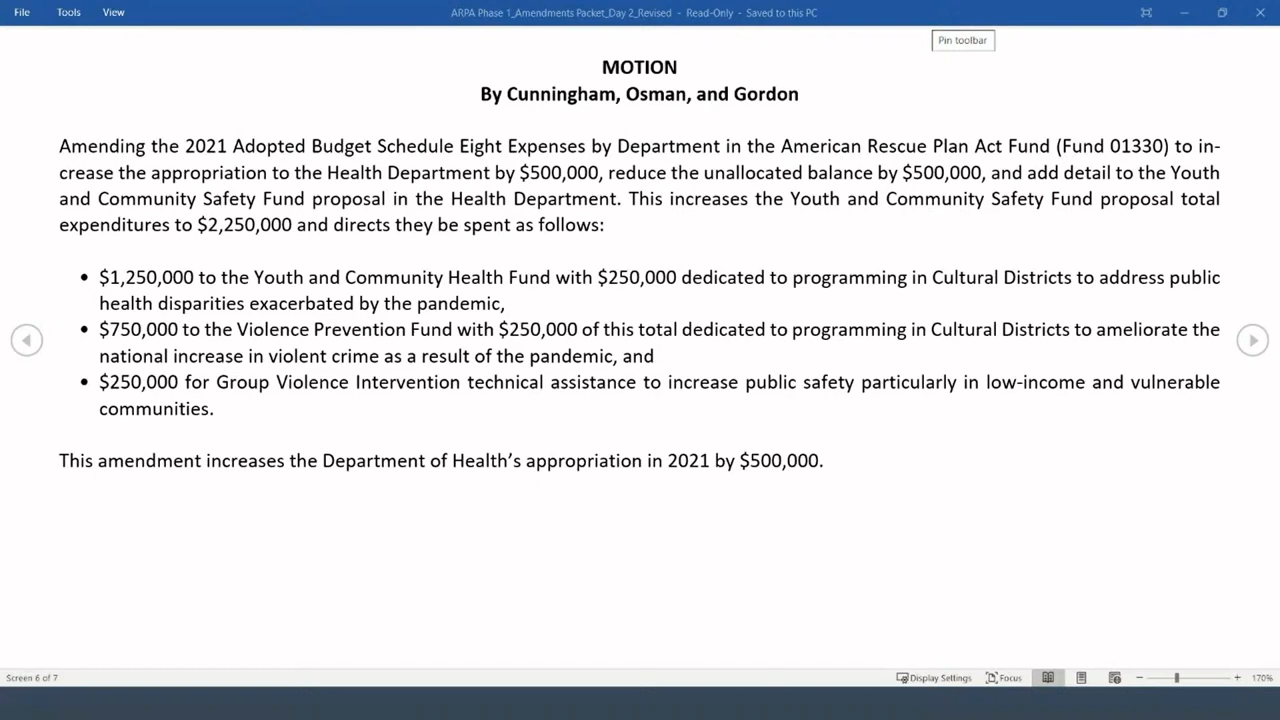 File Tools View ARPA Phase 1_Amendments Packet_Day 2_Revised - Read-Only - Saved to this PC
Pin toolbar
MOTION
By Cunningham, Osman, and Gordon
Amending the 2021 Adopted Budget Schedule Eight Expenses by Department in the American Rescue Plan Act Fund (Fund 01330) to in-
crease the appropriation to the Health Department by $500,000, reduce the unallocated balance by $500,000, and add detail to the Youth
and Community Safety Fund proposal in the Health Department. This increases the Youth and Community Safety Fund proposal total
expenditures to $2,250,000 and directs they be spent as follows:
• $1,250,000 to the Youth and Community Health Fund with $250,000 dedicated to programming in Cultural Districts to address public
health disparities exacerbated by the pandemic,
• $750,000 to the Violence Prevention Fund with $250,000 of this total dedicated to programming in Cultural Districts to ameliorate the
national increase in violent crime as a result of the pandemic, and
• $250,000 for Group Violence Intervention technical assistance to increase public safety particularly in low-income and vulnerable
communities.
This amendment increases the Department of Health’s appropriation in 2021 by $500,000.
Screen 6 of 7 Display Settings Focus 170%